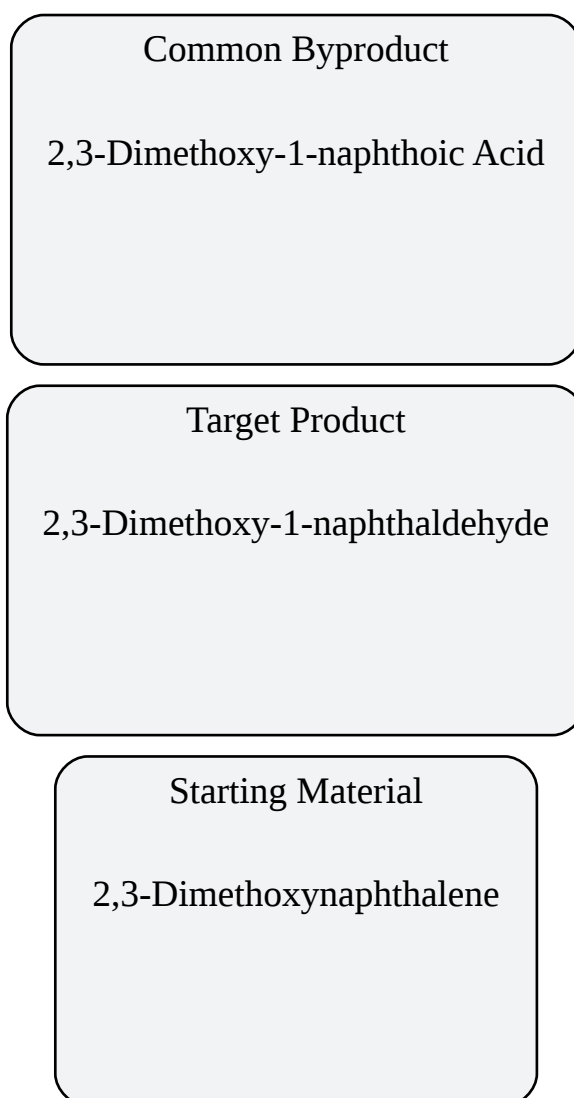 Common Byproduct
2,3-Dimethoxy-1-naphthoic Acid
Target Product
2,3-Dimethoxy-1-naphthaldehyde
Starting Material
2,3-Dimethoxynaphthalene